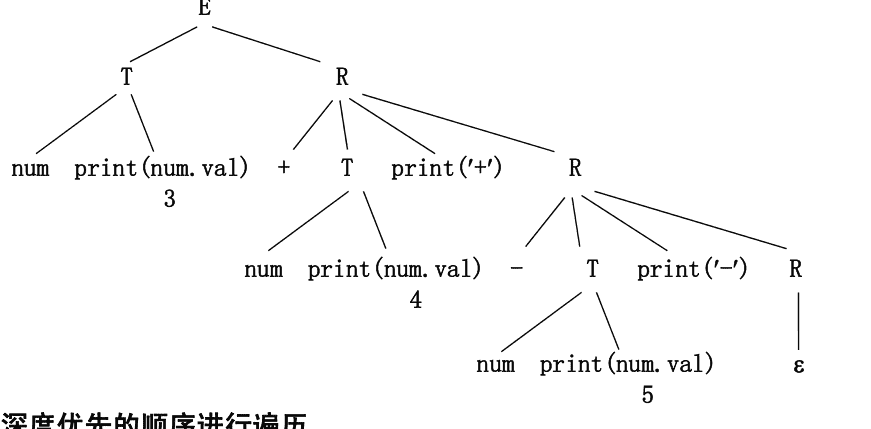 E
T R
num print(num.val) + T print('+') R
3
num print(num.val) - T print('-') R
4
num print(num.val) ε
5
深度优先的顺序进行遍历